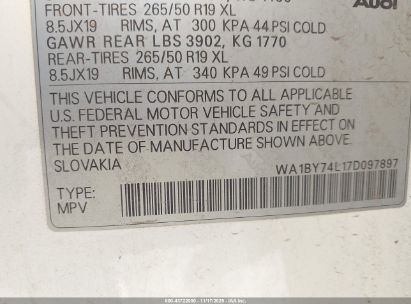 FRONT-TIRES 265/50 R19 XL
Audi
8.5JX19 RIMS, AT 300 KPA 44 PSI COLD
GAWR REAR LBS 3902, KG 1770
REAR-TIRES 265/50 R19 XL
8.5JX19 RIMS, AT 340 KPA 49 PSI COLD
THIS VEHICLE CONFORMS TO ALL APPLICABLE
U.S. FEDERAL MOTOR VEHICLE SAFETY AND
THEFT PREVENTION STANDARDS IN EFFECT ON
THE DATE OF MANUFACTURE SHOWN ABOVE.
SLOVAKIA WA1BY74L17D097897
TYPE:
MPV